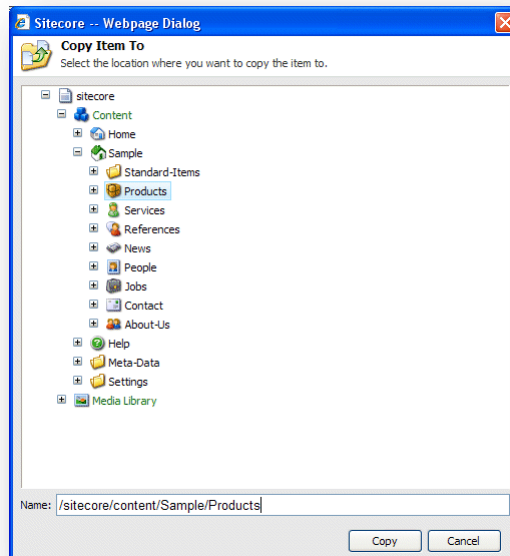 Sitecore -- Webpage Dialog
Copy Item To
Select the location where you want to copy the item to.
sitecore
Content
Home
Sample
Standard-Items
Products
Services
References
News
People
Jobs
Contact
About-Us
Help
Meta-Data
Settings
Media Library
Name: /sitecore/content/Sample/Products
Copy Cancel